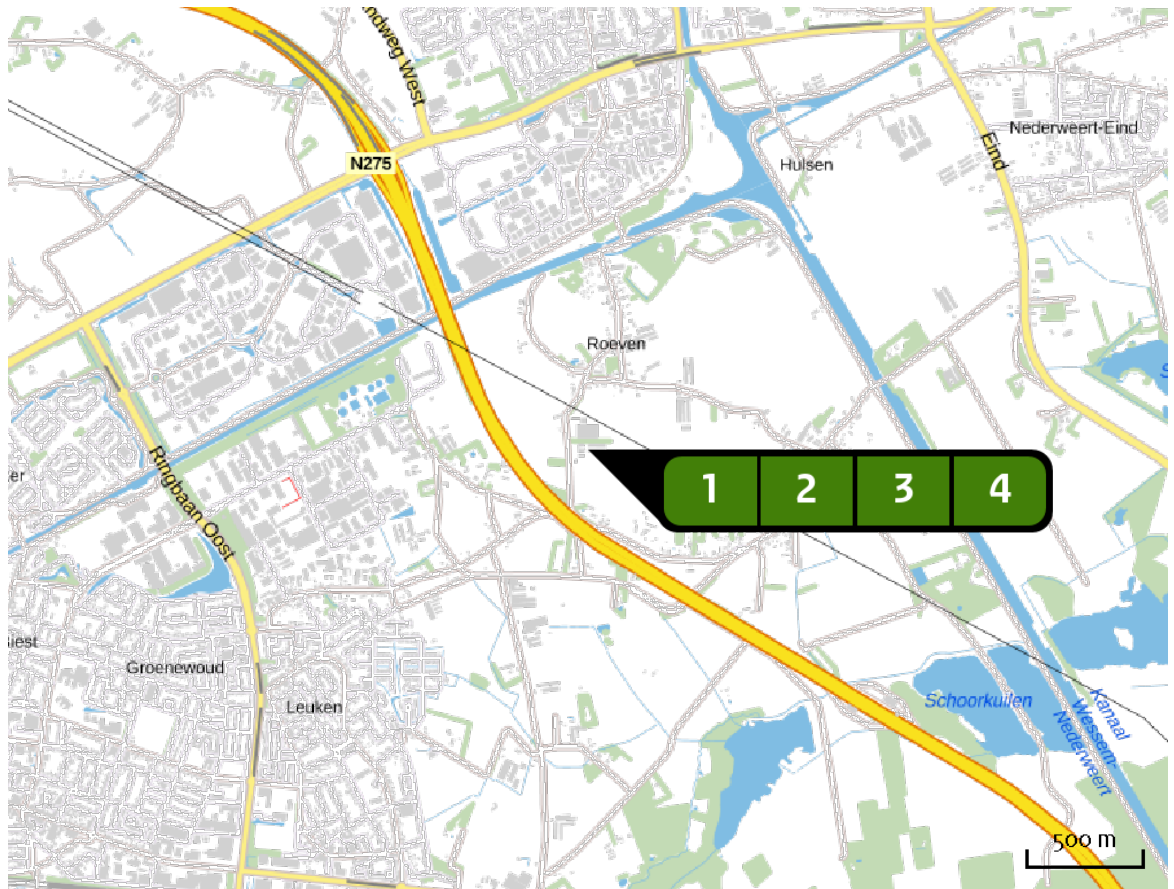 ndweg West
N275
Nederweert-Eind
Hulsen
Eind
Roeven
S
er
Ringbaan Oost
1 2 3 4
iest
Groenewoud
Leuken
Schoorkuilen
Kanaal
Wessem-
Nederweert
500 m